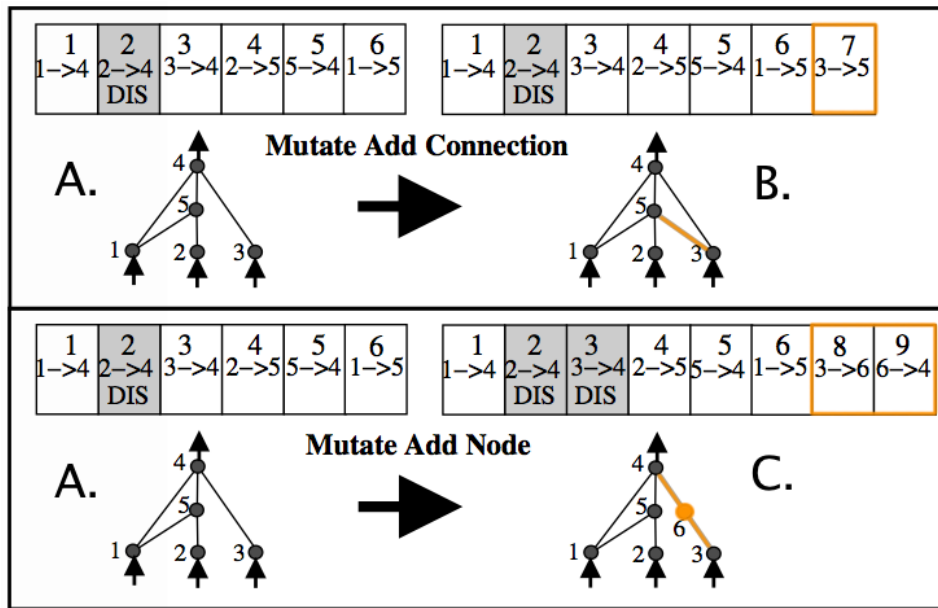 1 2 3 4 5 6
1->4 2->4 3->4 2->5 5->4 1->5
DIS
1 2 3 4 5 6 7
1->4 2->4 3->4 2->5 5->4 1->5 3->5
DIS
Mutate Add Connection
A.
4
5
1 2 3
B.
4
5
1 2 3
1 2 3 4 5 6
1->4 2->4 3->4 2->5 5->4 1->5
DIS
1 2 3 4 5 6 8 9
1->4 2->4 3->4 2->5 5->4 1->5 3->6 6->4
DIS DIS
Mutate Add Node
A.
4
5
1 2 3
C.
4
5
6
1 2 3